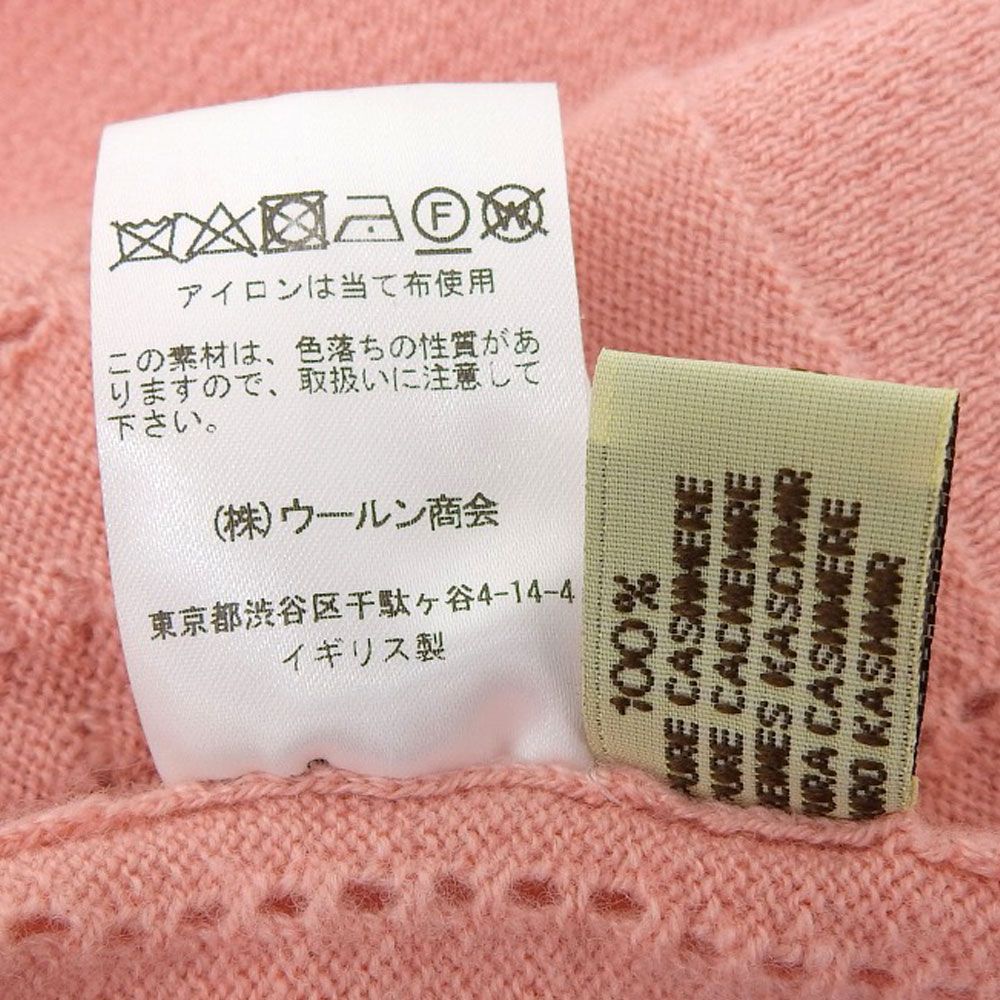 F W
アイロンは当て布使用
この素材は、色落ちの性質があ
りますので、取扱いに注意して
下さい。
(株)ウールン商会
東京都渋谷区千駄ヶ谷4-14-4
イギリス製
100%
CASHMERE
CACHEMIRE
KASCHMIR
CASHMERE
KASHMIR